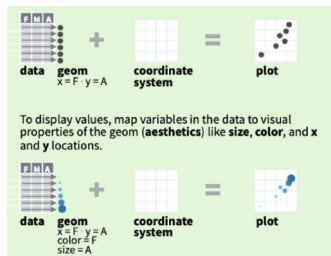 F M A
+
=
data geom coordinate system plot
x = F · y = A
To display values, map variables in the data to visual
properties of the geom (aesthetics) like size, color, and x
and y locations.
F M A
+
=
data geom coordinate system plot
x = F · y = A
color = F
size = A